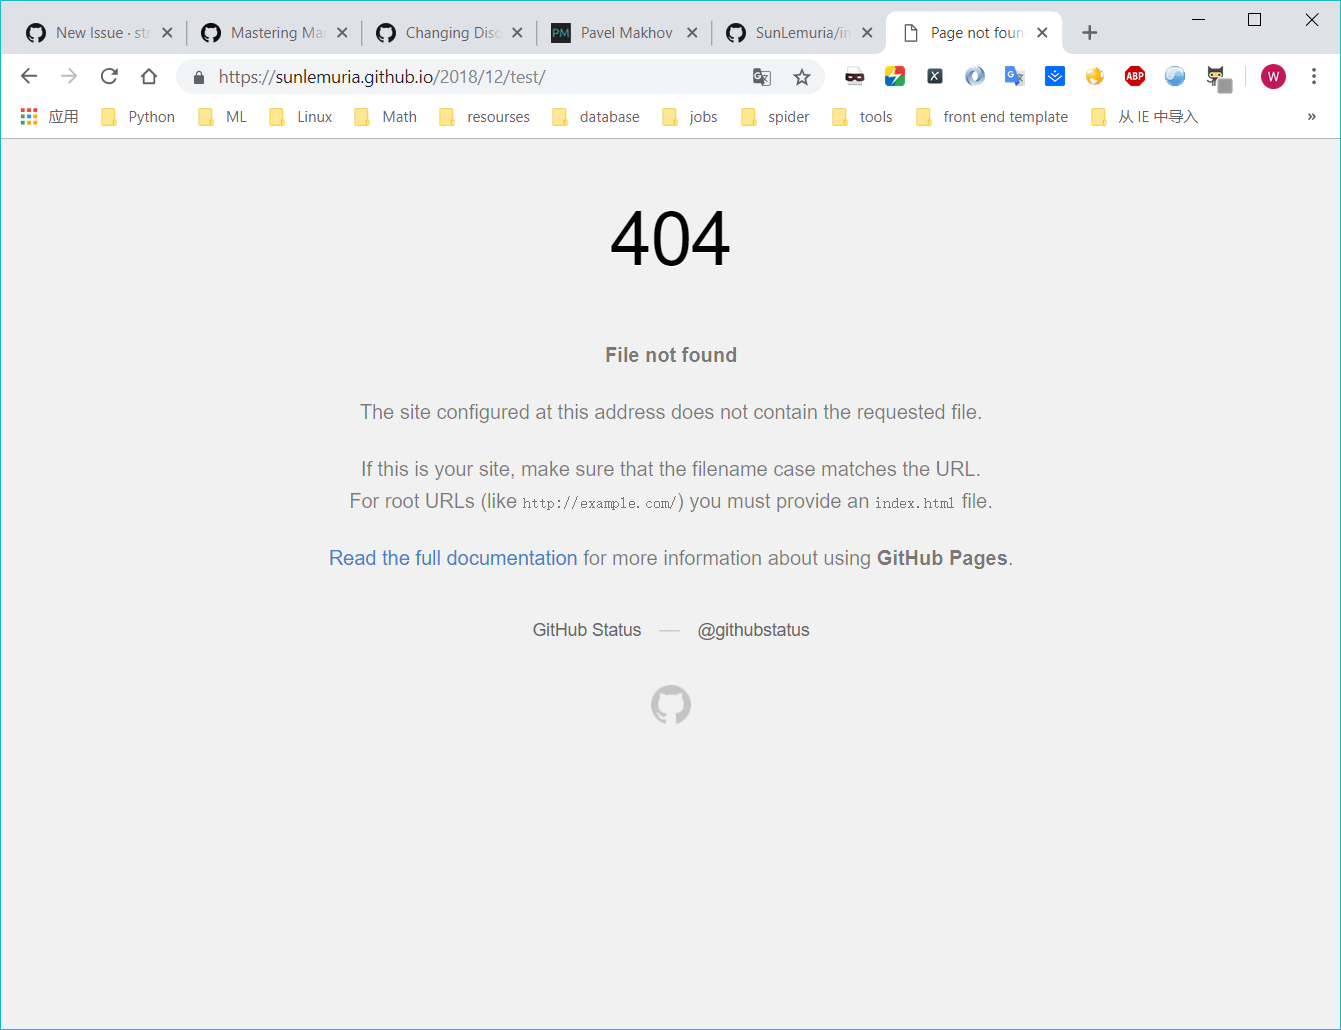 New Issue · st
Mastering Ma
Changing Disq
PM Pavel Makhov
SunLemuria/in
Page not foun
https://sunlemuria.github.io/2018/12/test/
ABP
W
应用
Python
ML
Linux
Math
resourses
database
jobs
spider
tools
front end template
从 IE 中导入
»
404
File not found
The site configured at this address does not contain the requested file.
If this is your site, make sure that the filename case matches the URL.
For root URLs (like http://example.com/) you must provide an index.html file.
Read the full documentation for more information about using GitHub Pages.
GitHub Status — @githubstatus